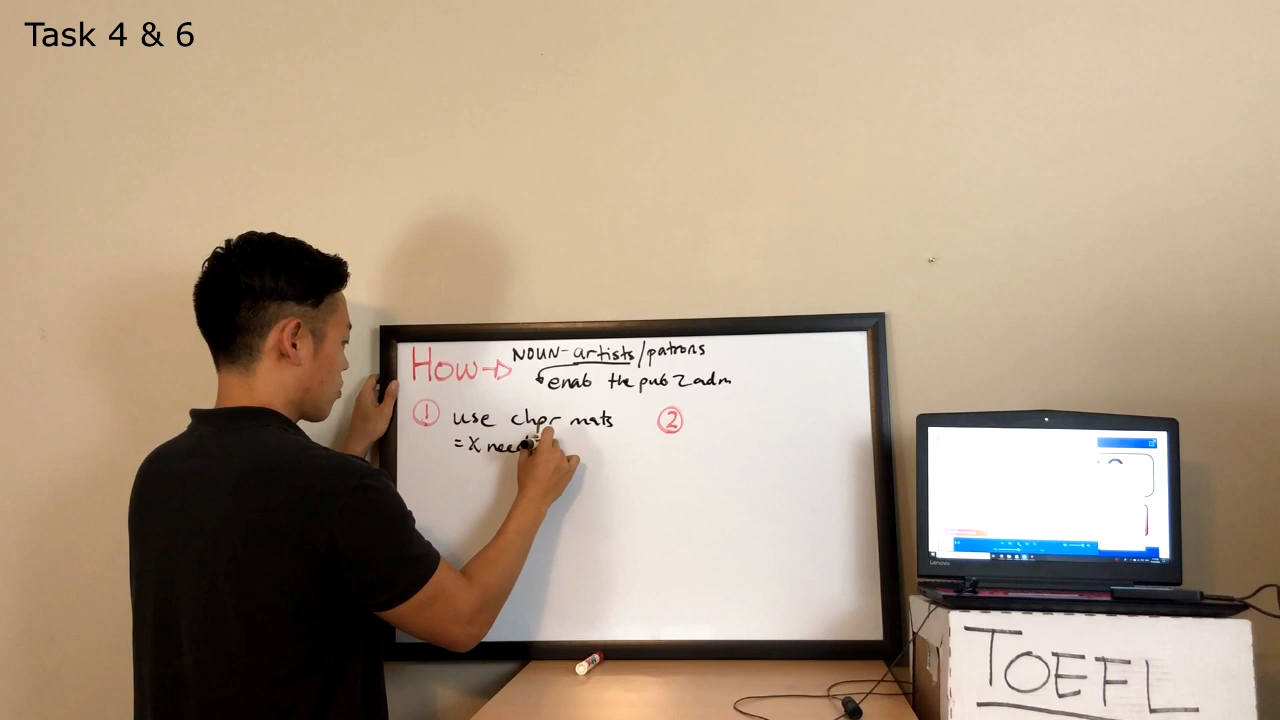 Task 4 & 6
How→ NOUN- artists/patrons
enab the pub 2 adm
① use chpr mats ②
= X need
Lenovo
TOEFL